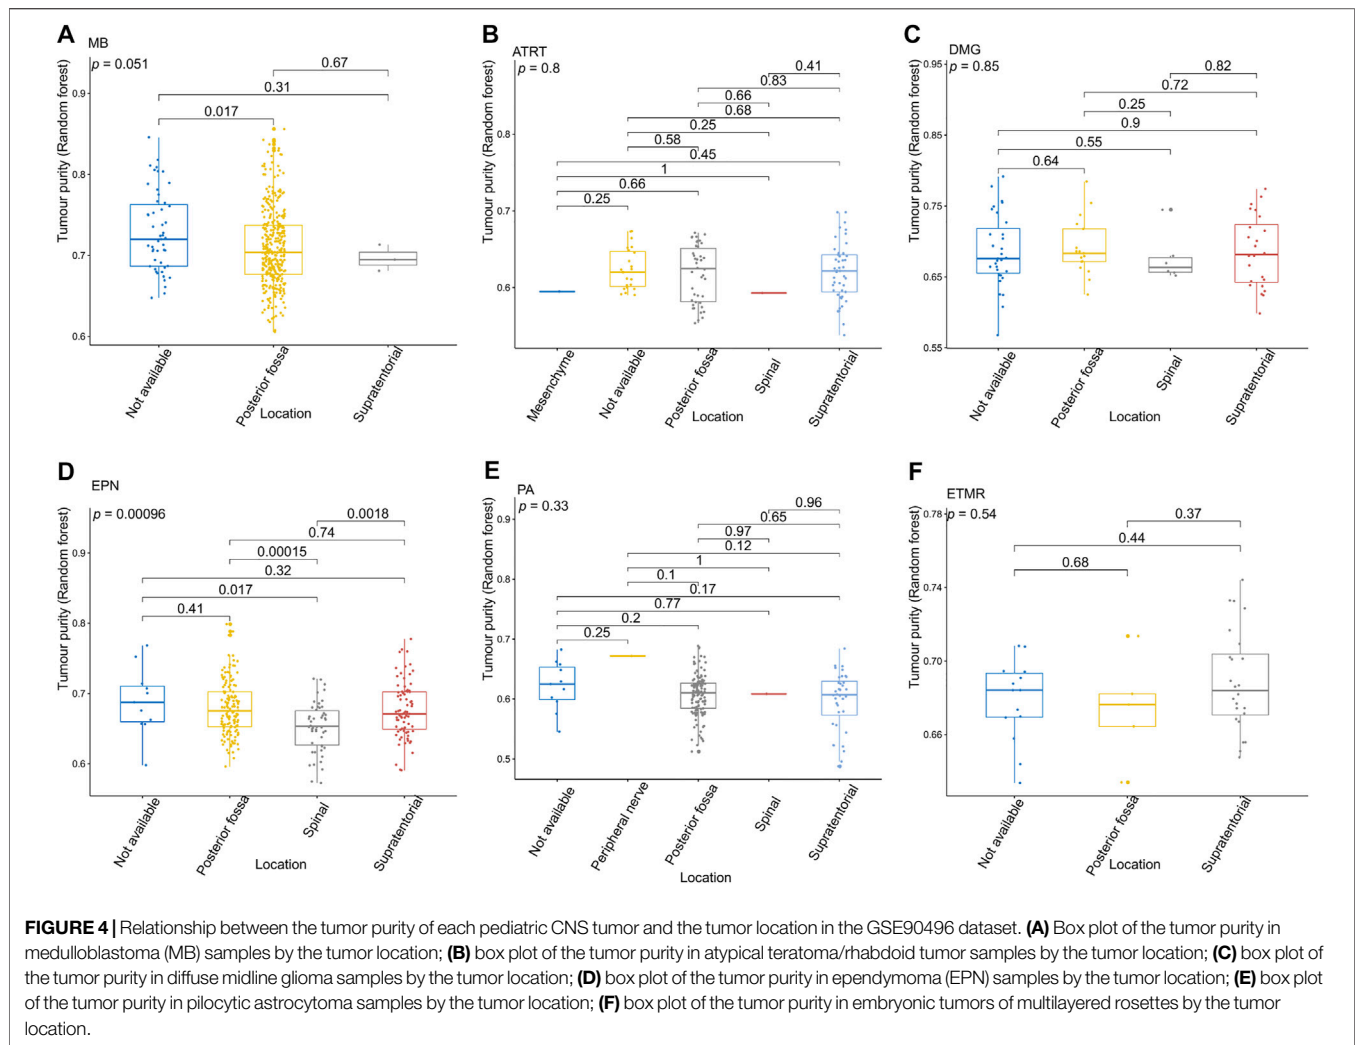 A
MB
p = 0.051
0.67
0.31
0.017
Tumour purity (Random forest)
0.9
0.8
0.7
0.6
Not available
Posterior fossa
Supratentorial
Location
B
ATRT
p = 0.8
0.41
0.83
0.66
0.68
0.25
0.58
0.45
1
0.66
0.25
Tumour purity (Random forest)
0.8
0.7
0.6
Mesenchyme
Not available
Posterior fossa
Spinal
Supratentorial
Location
C
DMG
p = 0.85
0.82
0.72
0.25
0.9
0.55
0.64
Tumour purity (Random forest)
0.95
0.85
0.75
0.65
0.55
Not available
Posterior fossa
Spinal
Supratentorial
Location
D
EPN
p = 0.00096
0.0018
0.74
0.00015
0.32
0.017
0.41
Tumour purity (Random forest)
0.9
0.8
0.7
0.6
Not available
Posterior fossa
Spinal
Supratentorial
Location
E
PA
p = 0.33
0.96
0.65
0.97
0.12
1
0.1
0.17
0.77
0.2
0.25
Tumour purity (Random forest)
0.9
0.8
0.7
0.6
0.5
Not available
Peripheral nerve
Posterior fossa
Spinal
Supratentorial
Location
F
ETMR
p = 0.54
0.37
0.44
0.68
Tumour purity (Random forest)
0.78
0.74
0.70
0.66
Not available
Posterior fossa
Supratentorial
Location
FIGURE 4 | Relationship between the tumor purity of each pediatric CNS tumor and the tumor location in the GSE90496 dataset. (A) Box plot of the tumor purity in
medulloblastoma (MB) samples by the tumor location; (B) box plot of the tumor purity in atypical teratoma/rhabdoid tumor samples by the tumor location; (C) box plot of
the tumor purity in diffuse midline glioma samples by the tumor location; (D) box plot of the tumor purity in ependymoma (EPN) samples by the tumor location; (E) box plot
of the tumor purity in pilocytic astrocytoma samples by the tumor location; (F) box plot of the tumor purity in embryonic tumors of multilayered rosettes by the tumor
location.